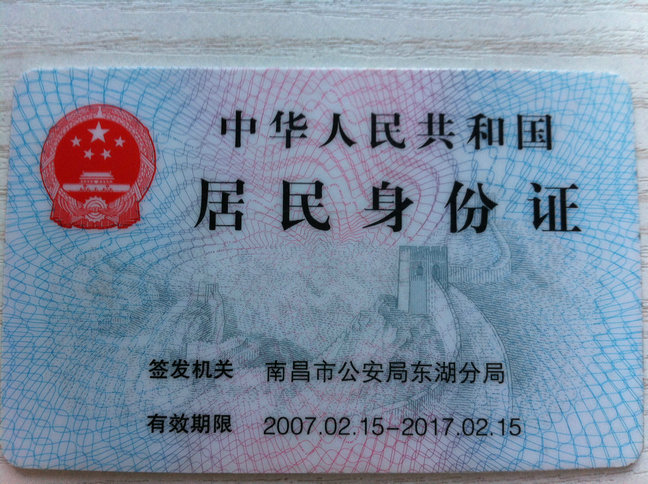 中华人民共和国
居民身份证
签发机关 南昌市公安局东湖分局
有效期限 2007.02.15-2017.02.15